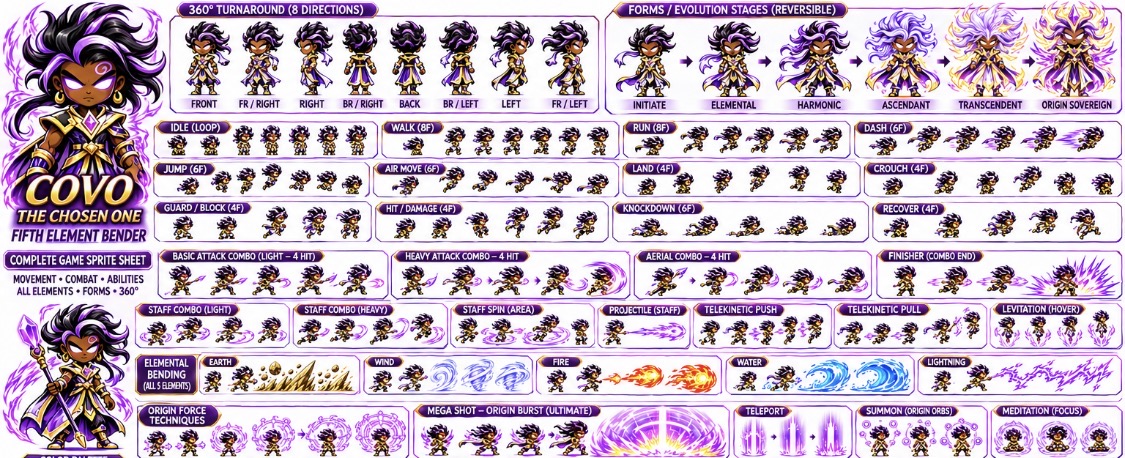 COVO
THE CHOSEN ONE
FIFTH ELEMENT BENDER
COMPLETE GAME SPRITE SHEET
MOVEMENT • COMBAT • ABILITIES
ALL ELEMENTS • FORMS • 360°
360° TURNAROUND (8 DIRECTIONS)
FRONT
FR / RIGHT
RIGHT
BR / RIGHT
BACK
BR / LEFT
LEFT
FR / LEFT
FORMS / EVOLUTION STAGES (REVERSIBLE)
INITIATE
ELEMENTAL
HARMONIC
ASCENDANT
TRANSCENDENT
ORIGIN SOVEREIGN
IDLE (LOOP)
WALK (8F)
RUN (8F)
DASH (6F)
JUMP (6F)
AIR MOVE (6F)
LAND (4F)
CROUCH (4F)
GUARD / BLOCK (4F)
HIT / DAMAGE (4F)
KNOCKDOWN (6F)
RECOVER (4F)
BASIC ATTACK COMBO (LIGHT – 4 HIT)
HEAVY ATTACK COMBO – 4 HIT
AERIAL COMBO – 4 HIT
FINISHER (COMBO END)
STAFF COMBO (LIGHT)
STAFF COMBO (HEAVY)
STAFF SPIN (AREA)
PROJECTILE (STAFF)
TELEKINETIC PUSH
TELEKINETIC PULL
LEVITATION (HOVER)
ELEMENTAL
BENDING
(ALL 5 ELEMENTS)
EARTH
WIND
FIRE
WATER
LIGHTNING
ORIGIN FORCE
TECHNIQUES
MEGA SHOT – ORIGIN BURST (ULTIMATE)
TELEPORT
SUMMON (ORIGIN ORBS)
MEDITATION (FOCUS)